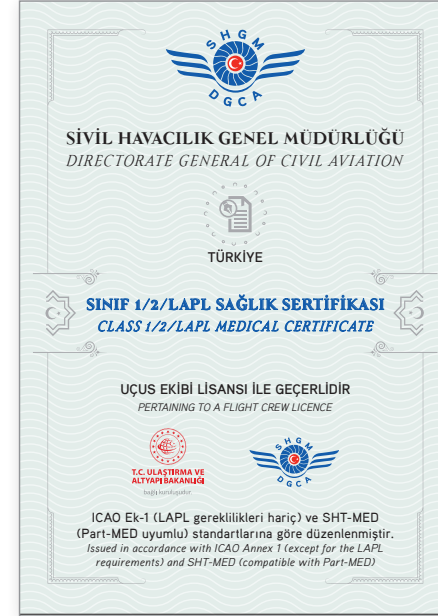 SHGM
DGCA
SİVİL HAVACILIK GENEL MÜDÜRLÜĞÜ
DIRECTORATE GENERAL OF CIVIL AVIATION
TÜRKİYE
SINIF 1/2/LAPL SAĞLIK SERTİFİKASI
CLASS 1/2/LAPL MEDICAL CERTIFICATE
UÇUS EKİBİ LİSANSI İLE GEÇERLİDİR
PERTAINING TO A FLIGHT CREW LICENCE
SHGM
T.C. ULAŞTIRMA VE
ALTYAPI BAKANLIĞI
DGCA
bağlı kuruluşudur.
ICAO Ek-1 (LAPL gereklilikleri hariç) ve SHT-MED
(Part-MED uyumlu) standartlarına göre düzenlenmiştir.
Issued in accordance with ICAO Annex 1 (except for the LAPL
requirements) and SHT-MED (compatible with Part-MED)